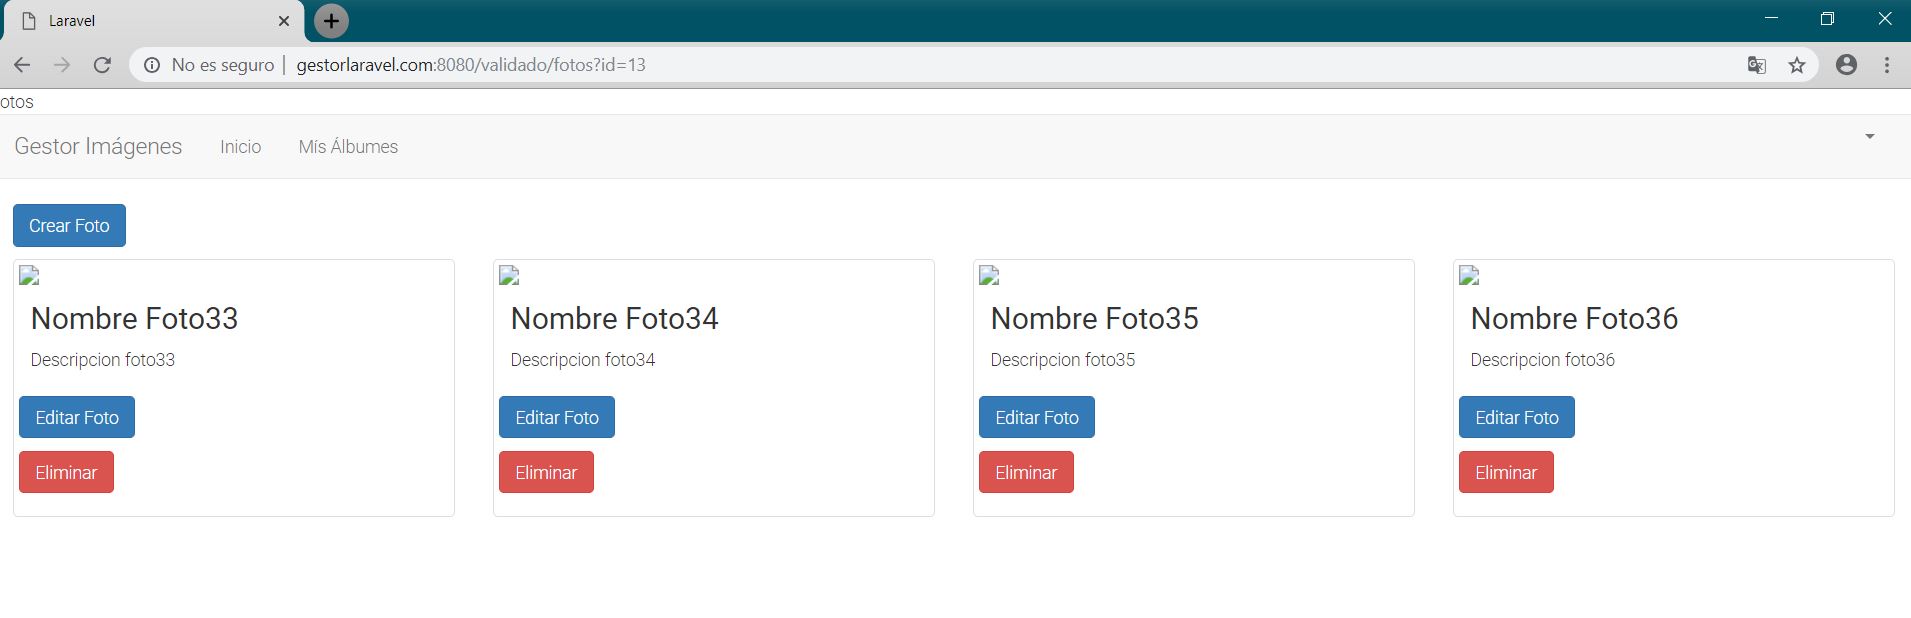 Laravel
No es seguro | gestorlaravel.com:8080/validado/fotos?id=13
otos
Gestor Imágenes Inicio Mís Álbumes
Crear Foto
Nombre Foto33 Nombre Foto34 Nombre Foto35 Nombre Foto36
Descripcion foto33 Descripcion foto34 Descripcion foto35 Descripcion foto36
Editar Foto Editar Foto Editar Foto Editar Foto
Eliminar Eliminar Eliminar Eliminar